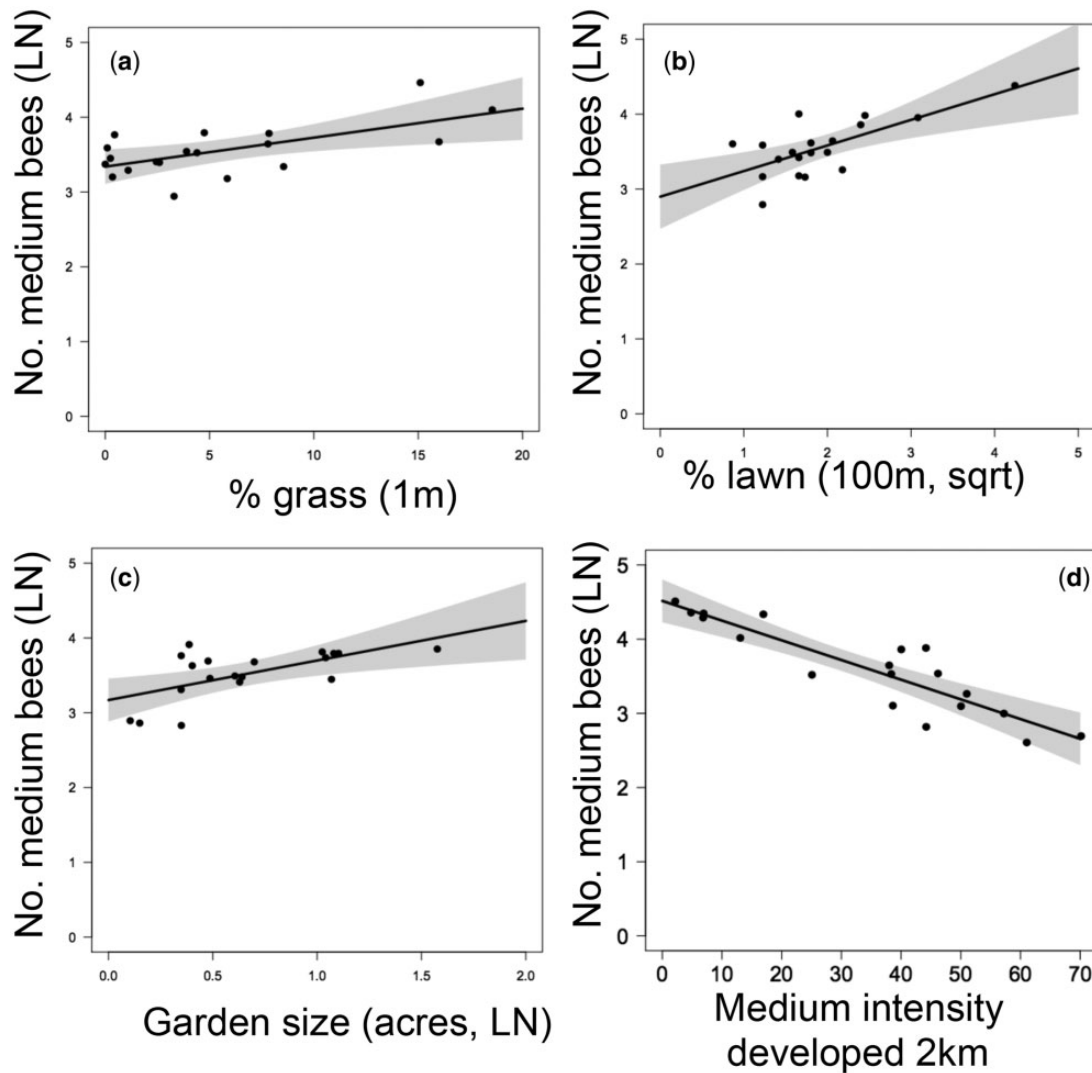 No. medium bees (LN)
(a)
5
4
3
2
1
0
0 5 10 15 20
% grass (1m)
No. medium bees (LN)
(b)
5
4
3
2
1
0
0 1 2 3 4 5
% lawn (100m, sqrt)
No. medium bees (LN)
(c)
5
4
3
2
1
0
0.0 0.5 1.0 1.5 2.0
Garden size (acres, LN)
No. medium bees (LN)
(d)
5
4
3
2
1
0
0 10 20 30 40 50 60 70
Medium intensity
developed 2km